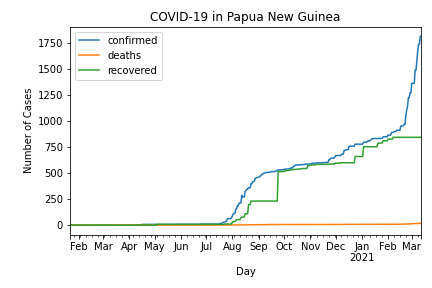 COVID-19 in Papua New Guinea
confirmed
deaths
recovered
Number of Cases
1750
1500
1250
1000
750
500
250
0
Feb Mar Apr May Jun Jul Aug Sep Oct Nov Dec Jan Feb Mar
2021
Day